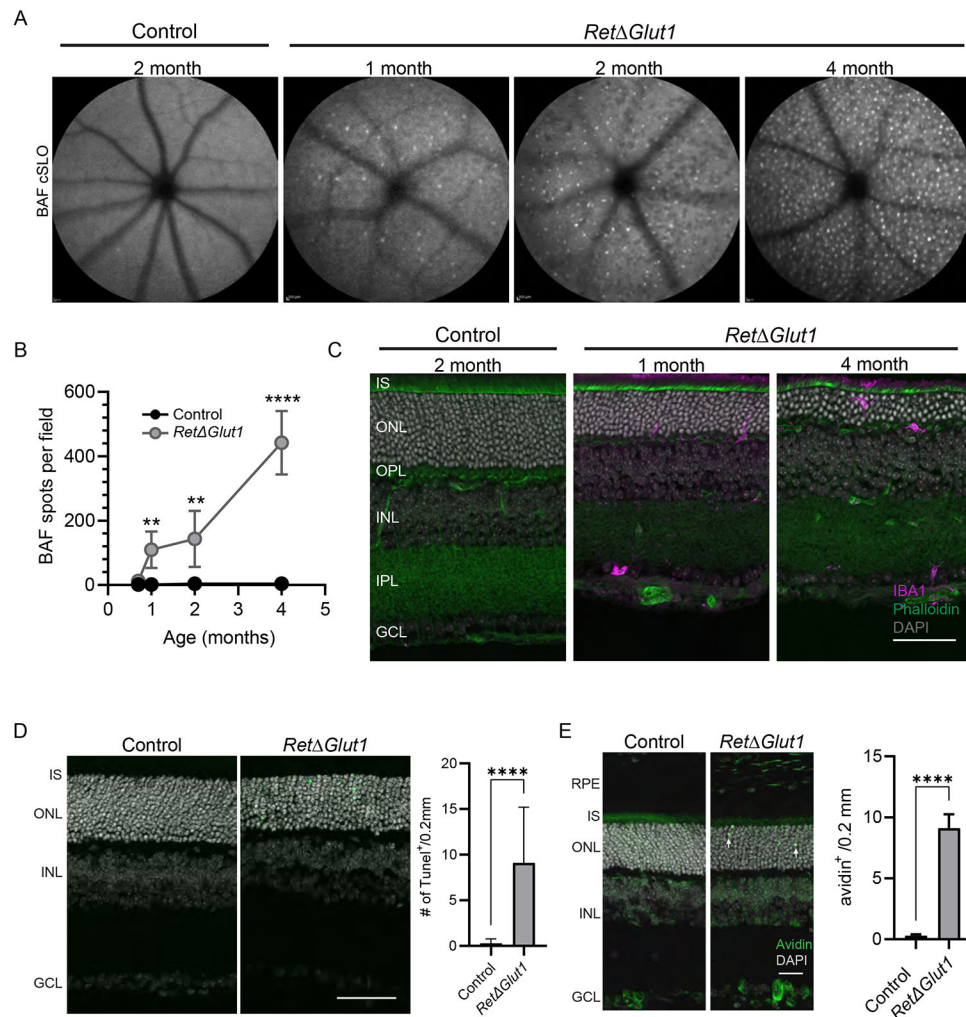 A
Control
RetΔGlut1
2 month
1 month
2 month
4 month
BAF cSLO
B
600
400
200
0
BAF spots per field
Control
RetΔGlut1
**
**
****
0
1
2
3
4
5
Age (months)
C
Control
RetΔGlut1
2 month
1 month
4 month
IS
ONL
OPL
INL
IPL
GCL
IBA1
Phalloidin
DAPI
D
Control
RetΔGlut1
IS
ONL
INL
GCL
# of Tunel+/0.2mm
20
15
10
5
0
****
Control
RetΔGlut1
E
Control
RetΔGlut1
RPE
IS
ONL
INL
GCL
Avidin
DAPI
avidin+/0.2 mm
15
10
5
0
****
Control
RetΔGlut1